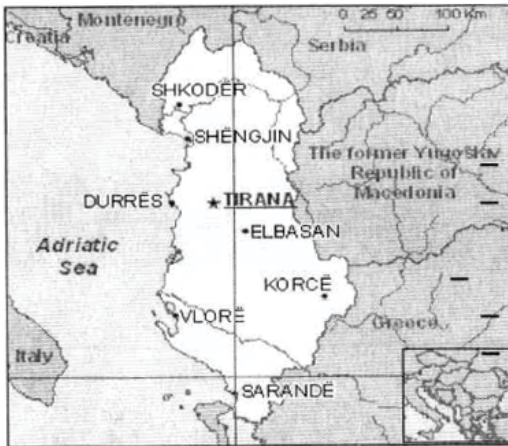 Montenegro
0 25 50 100 Km
Croatia
Serbia
SHKODËR
SHËNGJIN
The former Yugoslav
Republic of
Macedonia
DURRËS
TIRANA
ELBASAN
Adriatic
Sea
KORCË
VLORË
Greece
Italy
SARANDË